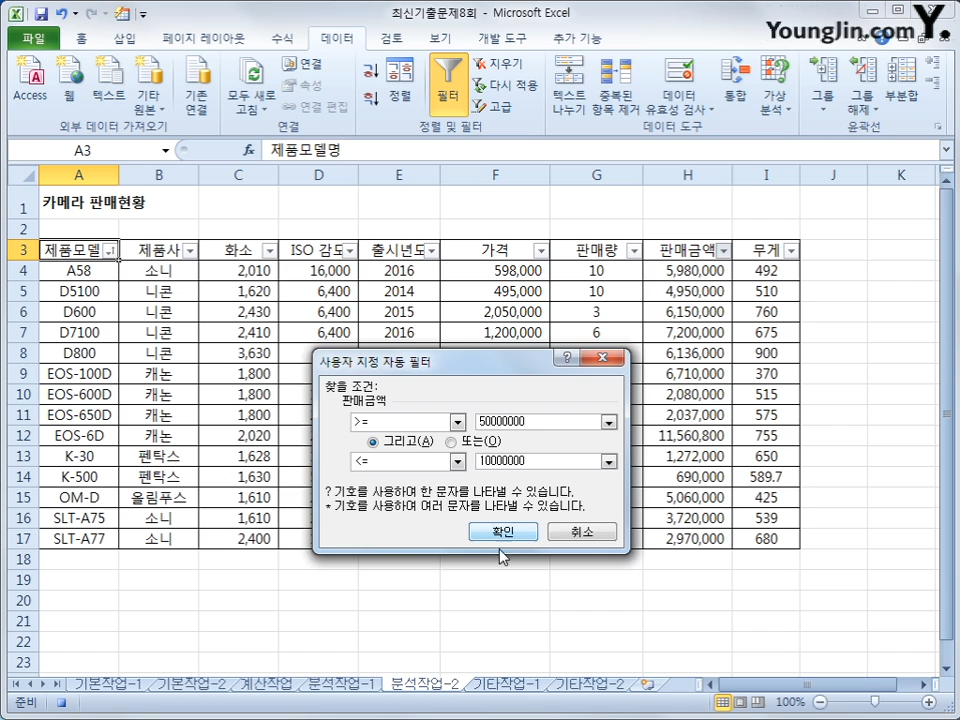 최신기출문제8회 - Microsoft Excel
Younglin.com Y.
파일 홈 삽입 페이지 레이아웃 수식 데이터 검토 보기 개발 도구 추가 기능
Access 웹 텍스트 기타 원본 기존 연결 모두 새로 고침 연결 속성 연결 편집 정렬 필터 지우기 다시 적용 고급 텍스트 나누기 중복된 항목 제거 데이터 유효성 검사 통합 가상 분석 그룹 그룹 해제 부분합
외부 데이터 가져오기 연결 정렬 및 필터 데이터 도구 윤곽선
A3 fx 제품모델명
A B C D E F G H I J K
1 카메라 판매현황
2
3 제품모델 제품사 화소 ISO 감도 출시년도 가격 판매량 판매금액 무게
4 A58 소니 2,010 16,000 2016 598,000 10 5,980,000 492
5 D5100 니콘 1,620 6,400 2014 495,000 10 4,950,000 510
6 D600 니콘 2,430 6,400 2015 2,050,000 3 6,150,000 760
7 D7100 니콘 2,410 6,400 2016 1,200,000 6 7,200,000 675
8 D800 니콘 3,630 6,136,000 900
9 EOS-100D 캐논 1,800 6,710,000 370
10 EOS-600D 캐논 1,800 2,080,000 515
11 EOS-650D 캐논 1,800 2,037,000 575
12 EOS-6D 캐논 2,020 11,560,800 755
13 K-30 펜탁스 1,628 1,272,000 650
14 K-500 펜탁스 1,630 690,000 589.7
15 OM-D 올림푸스 1,610 5,060,000 425
16 SLT-A75 소니 1,610 3,720,000 539
17 SLT-A77 소니 2,400 2,970,000 680
18
19
20
21
22
23
사용자 지정 자동 필터
찾을 조건:
판매금액
>= 50000000
그리고(A) 또는(O)
<= 10000000
? 기호를 사용하여 한 문자를 나타낼 수 있습니다.
* 기호를 사용하여 여러 문자를 나타낼 수 있습니다.
확인 취소
기본작업-1 기본작업-2 계산작업 분석작업-1 분석작업-2 기타작업-1 기타작업-2
준비 100%